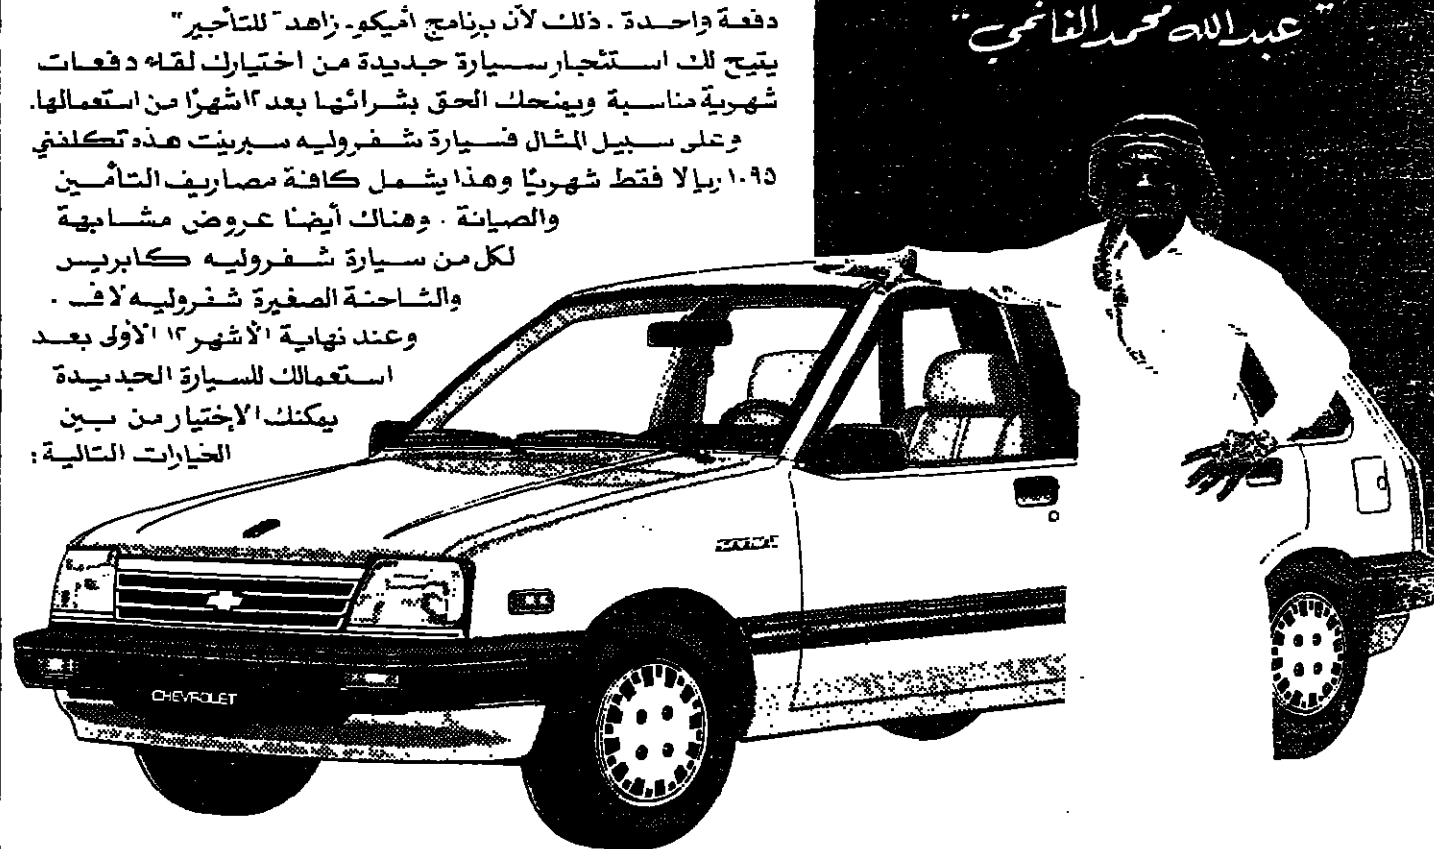 "عبدالله محمد الغانمي"
دفعة واحدة . ذلك لأن برنامج اميكو- زاهد "للتأجير"
يتيح لك استئجار سيارة جديدة من اختيارك لقاء دفعات
شهرية مناسبة ويمنحك الحق بشرائها بعد ١٢ شهرًا من استعمالها.
وعلى سبيل المثال فسيارة شفروليه سبرينت هذه تكلفني
١٠٩٥ ريالا فقط شهريًا وهذا يشمل كافة مصاريف التأمين
والصيانة . وهناك أيضا عروض مشابهة
لكل من سيارة شفروليه كابريس
والشاحنة الصغيرة شفروليه لاف .
وعند نهاية الأشهر ١٢ الأولى بعد
استعمالك للسيارة الجديدة
يمكنك الإختيار من بين
الخيارات التالية :
CHEVROLET